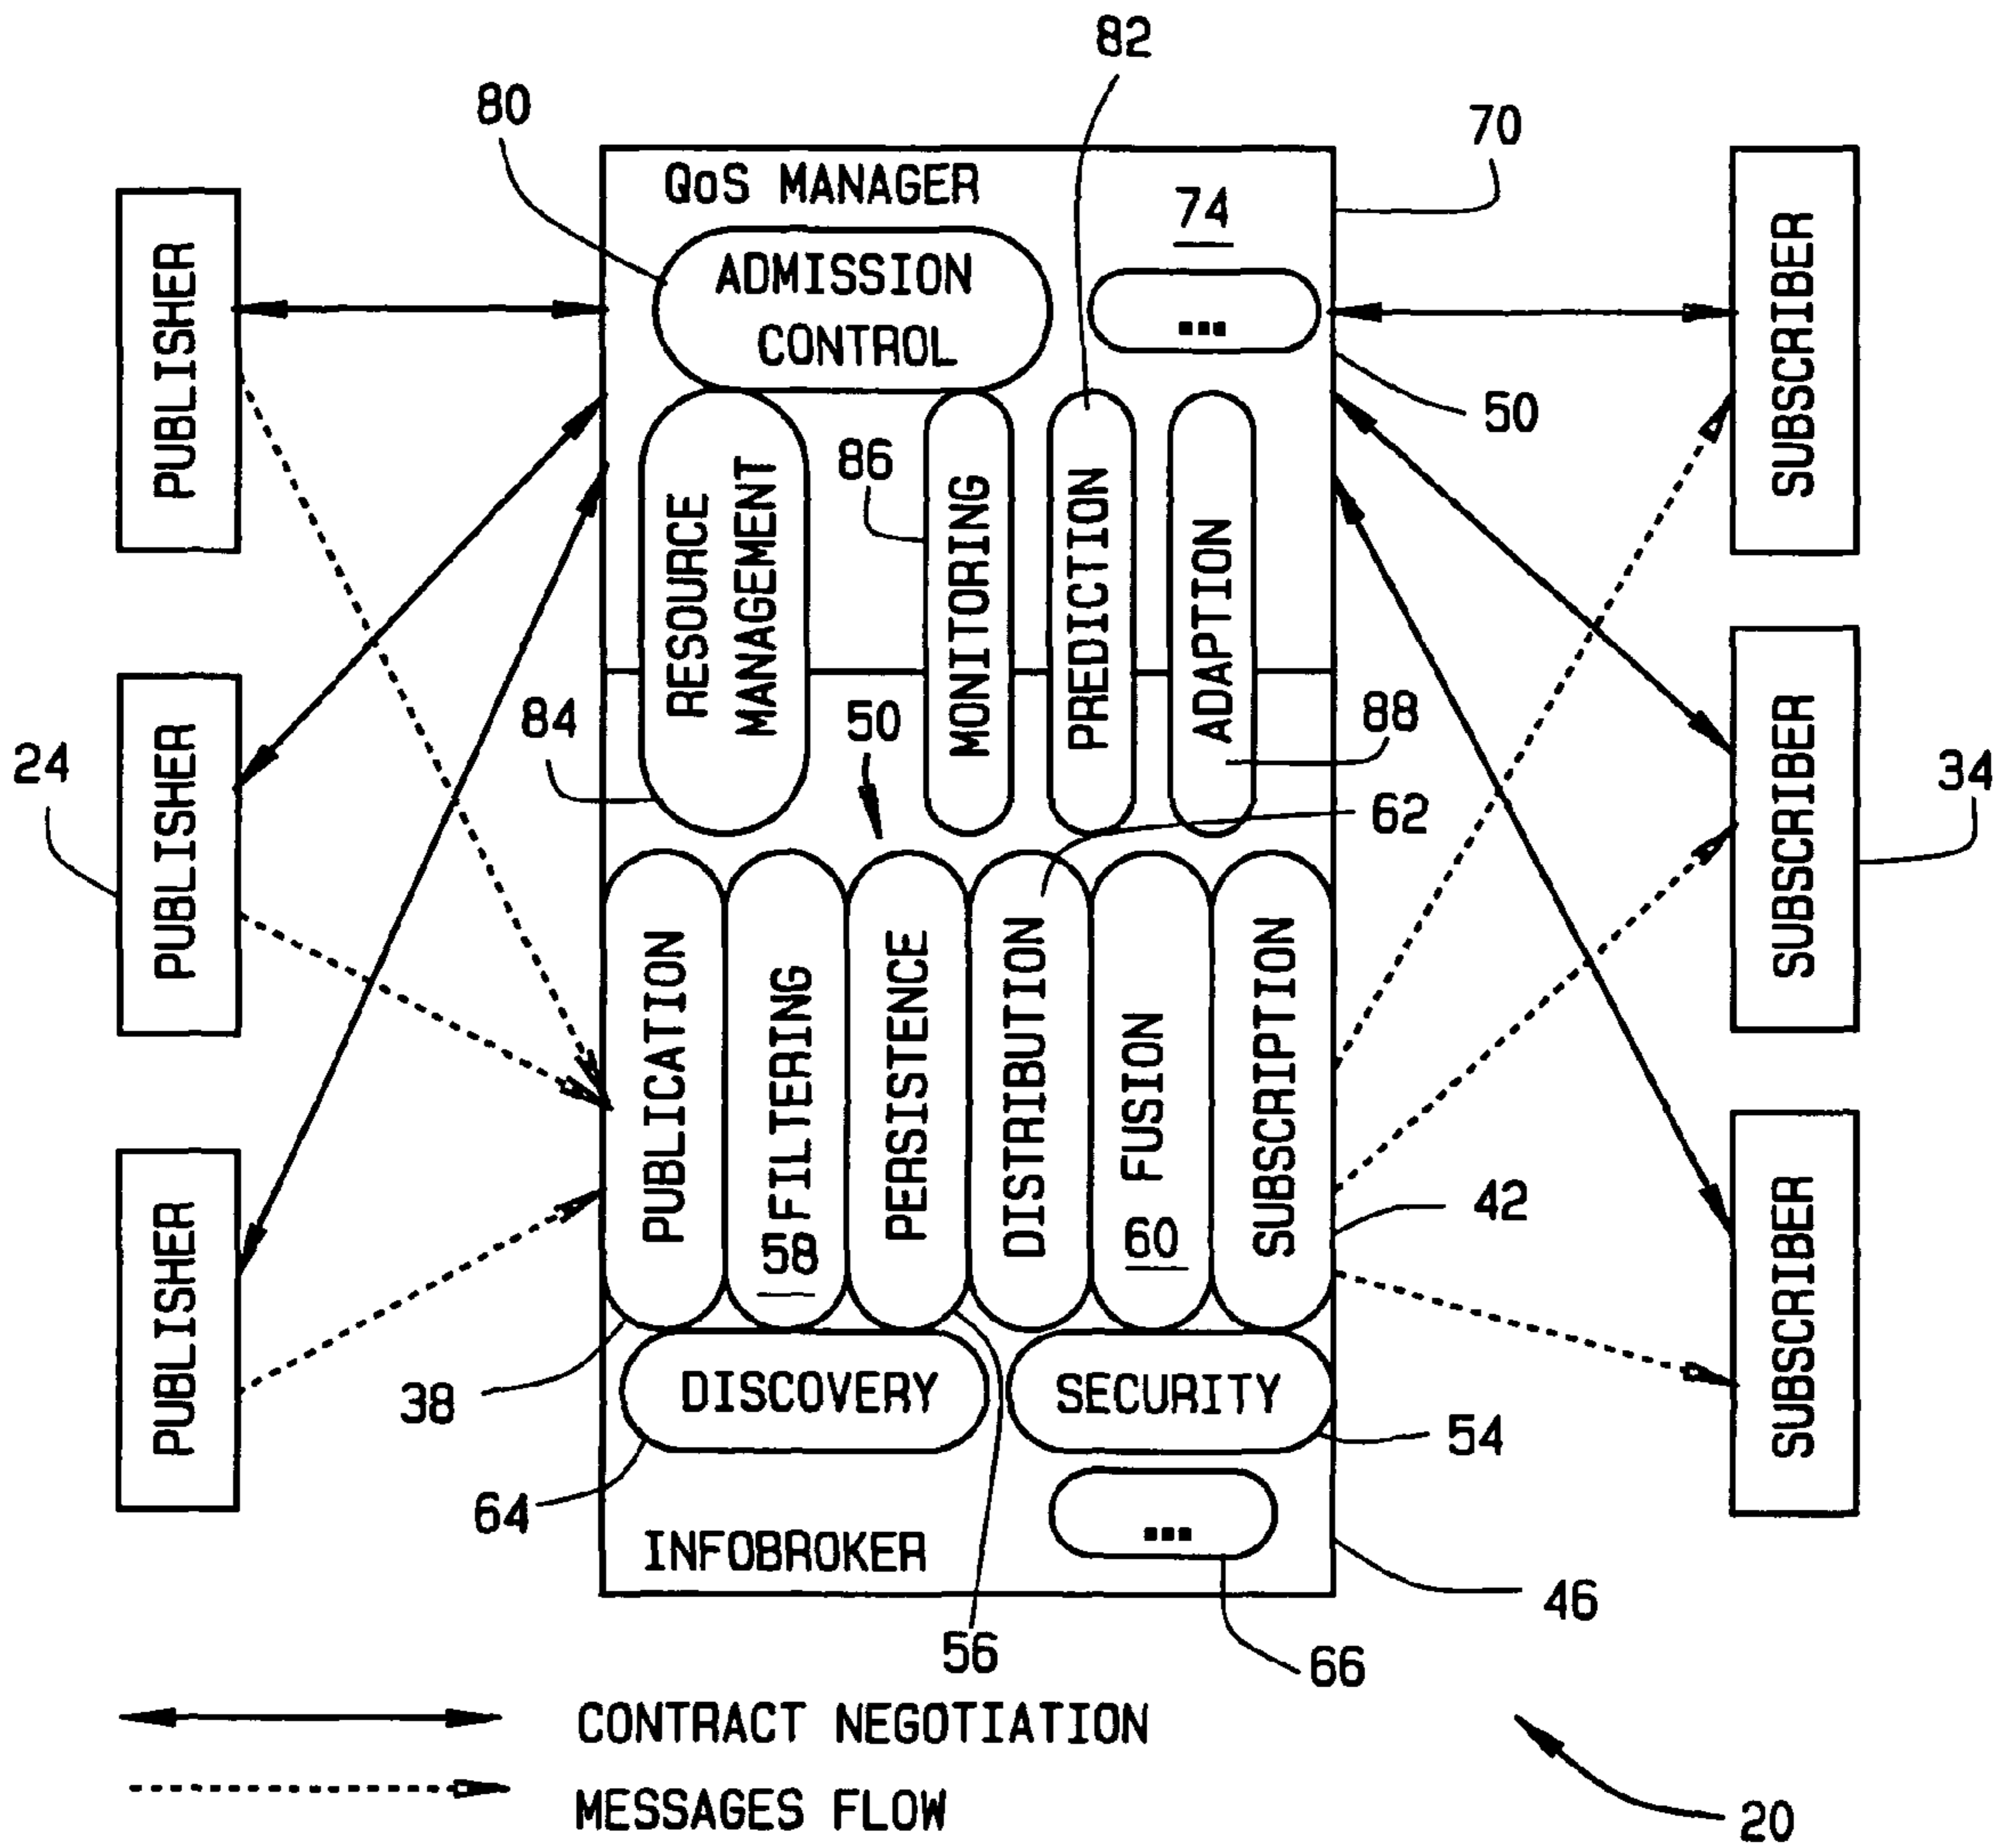 82
80
70
QoS MANAGER
74
ADMISSION
CONTROL
...
50
PUBLISHER
PUBLISHER
PUBLISHER
24
SUBSCRIBER
SUBSCRIBER
SUBSCRIBER
34
RESOURCE
MANAGEMENT
86
MONITORING
PREDICTION
ADAPTION
84
50
88
62
PUBLICATION
FILTERING
58
PERSISTENCE
DISTRIBUTION
FUSION
60
SUBSCRIPTION
42
38
DISCOVERY
SECURITY
54
64
...
INFOBROKER
46
56
66
CONTRACT NEGOTIATION
MESSAGES FLOW
20